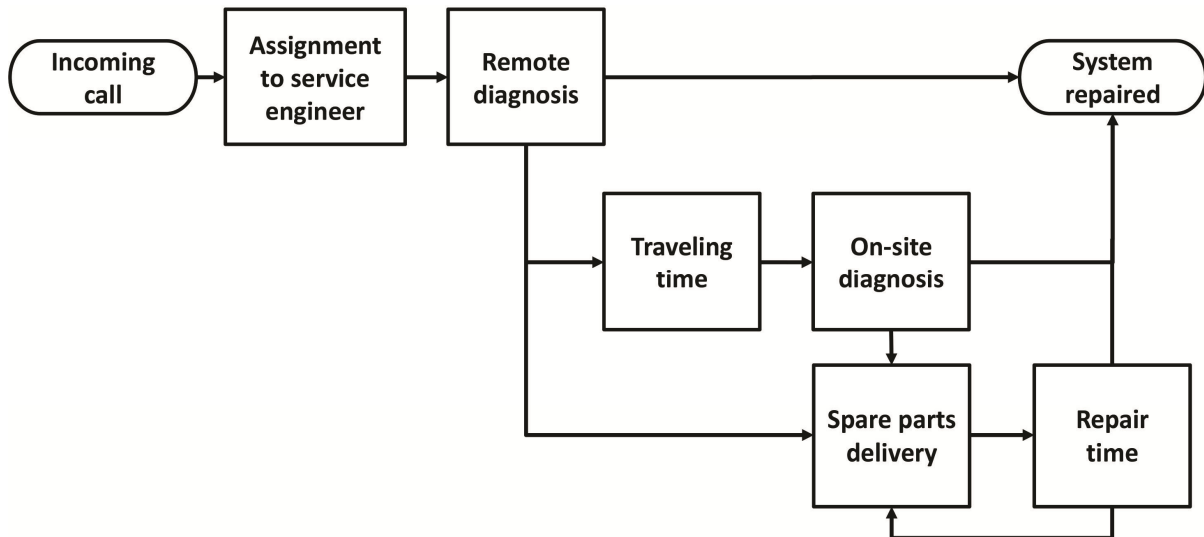 Incoming
call
Assignment
to service
engineer
Remote
diagnosis
System
repaired
Traveling
time
On-site
diagnosis
Spare parts
delivery
Repair
time